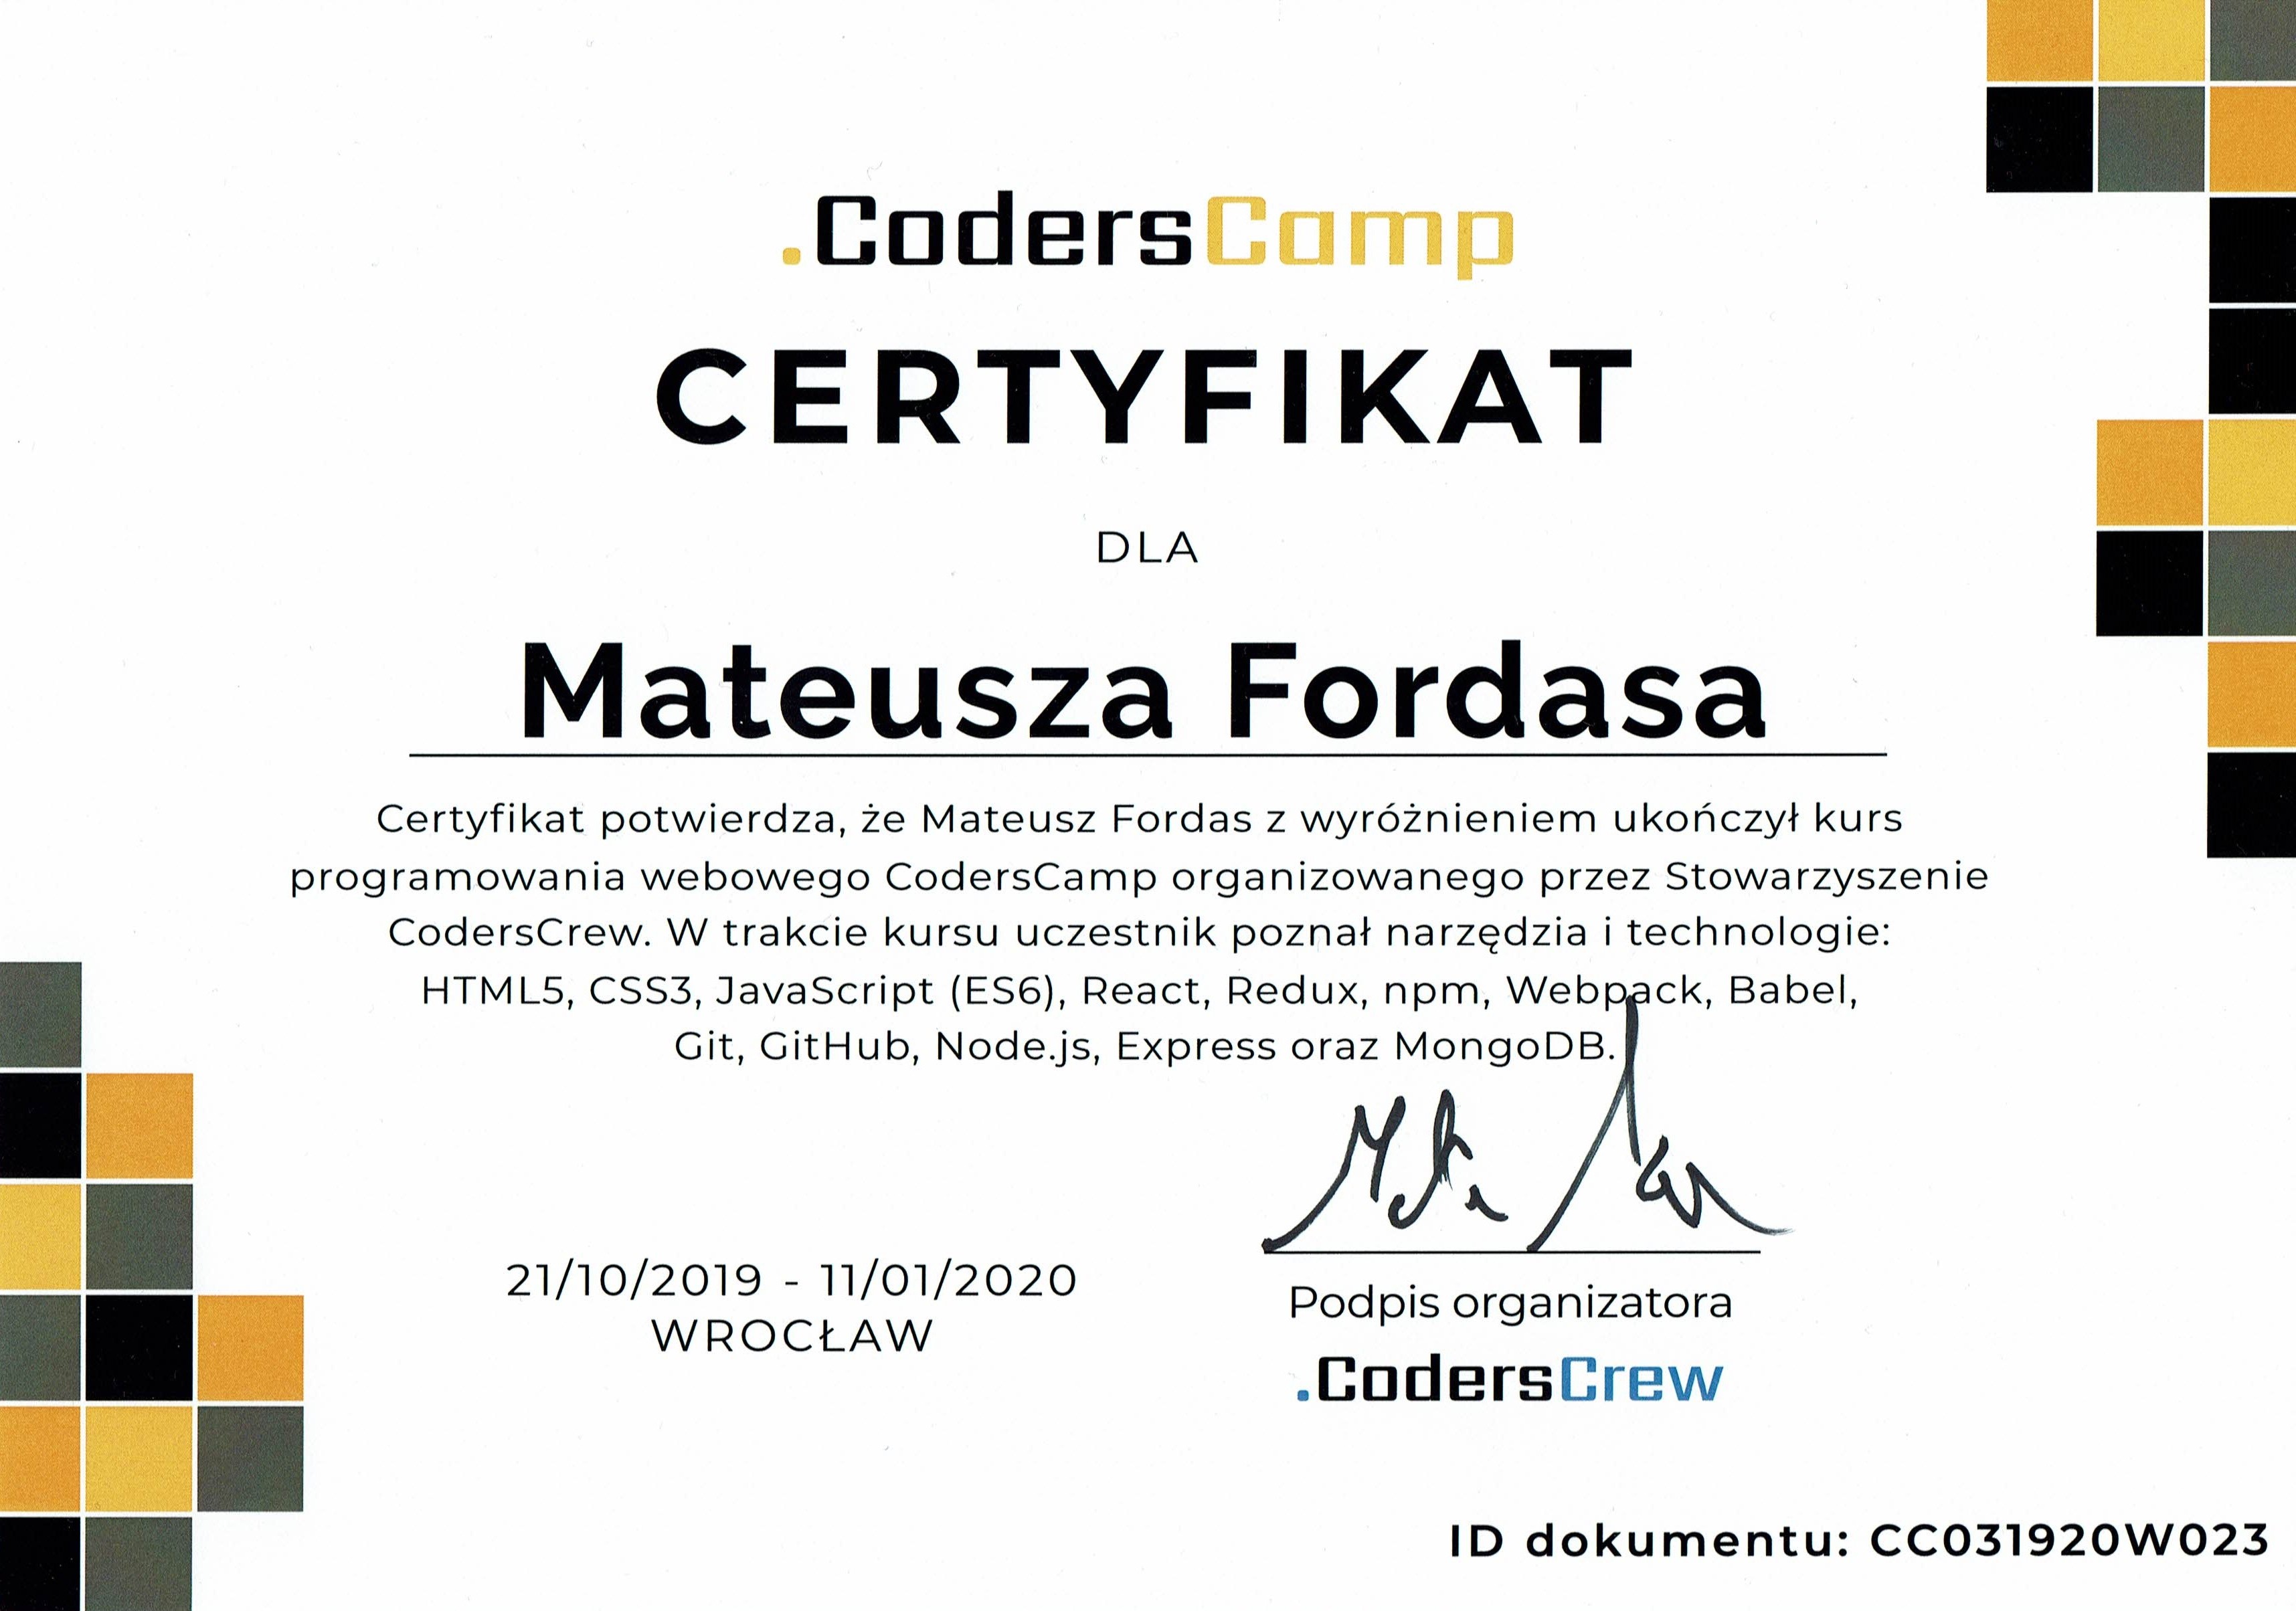 .CodersCamp
CERTYFIKAT
DLA
Mateusza Fordasa
Certyfikat potwierdza, że Mateusz Fordas z wyróżnieniem ukończył kurs
programowania webowego CodersCamp organizowanego przez Stowarzyszenie
CodersCrew. W trakcie kursu uczestnik poznał narzędzia i technologie:
HTML5, CSS3, JavaScript (ES6), React, Redux, npm, Webpack, Babel,
Git, GitHub, Node.js, Express oraz MongoDB.
21/10/2019 - 11/01/2020
WROCŁAW
Podpis organizatora
.CodersCrew
ID dokumentu: CC031920W023